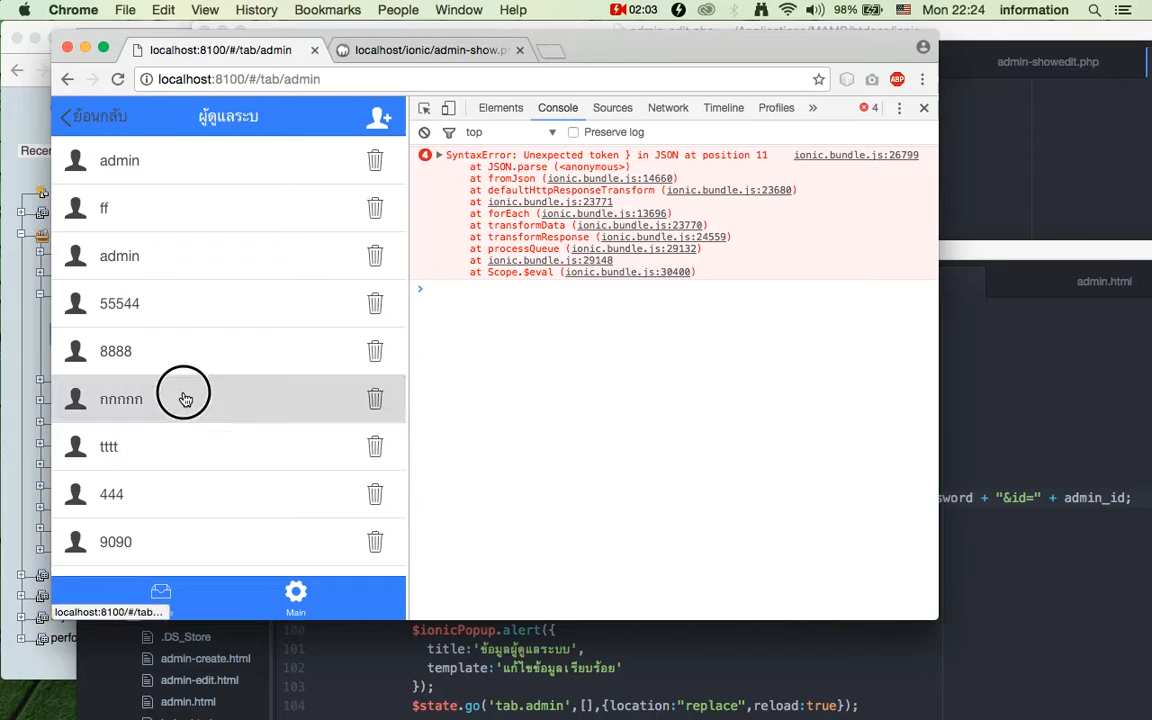 Chrome File Edit View History Bookmarks People Window Help 02:03 98% Mon 22:24 information
localhost:8100/#/tab/admin
localhost/ionic/admin-show.p
admin-showedit.php
localhost:8100/#/tab/admin
ABP
ย้อนกลับ
ผู้ดูแลระบบ
Elements Console Sources Network Timeline Profiles » 4
top
Preserve log
Recen
admin
ff
admin
55544
8888
กกกกก
tttt
444
9090
Main
localhost:8100/#/tab...
4 SyntaxError: Unexpected token } in JSON at position 11 ionic.bundle.js:26799
at JSON.parse (<anonymous>)
at fromJson (ionic.bundle.js:14660)
at defaultHttpResponseTransform (ionic.bundle.js:23680)
at ionic.bundle.js:23771
at forEach (ionic.bundle.js:13696)
at transformData (ionic.bundle.js:23770)
at transformResponse (ionic.bundle.js:24559)
at processQueue (ionic.bundle.js:29132)
at ionic.bundle.js:29148
at Scope.$eval (ionic.bundle.js:30400)
admin.html
sword + "&id=" + admin_id;
perfo
.DS_Store
admin-create.html
admin-edit.html
admin.html
100 $ionicPopup.alert({
101 title:'ข้อมูลผู้ดูแลระบบ',
102 template:'แก้ไขข้อมูลเรียบร้อย'
103 });
104 $state.go('tab.admin',[],{location:"replace",reload:true});